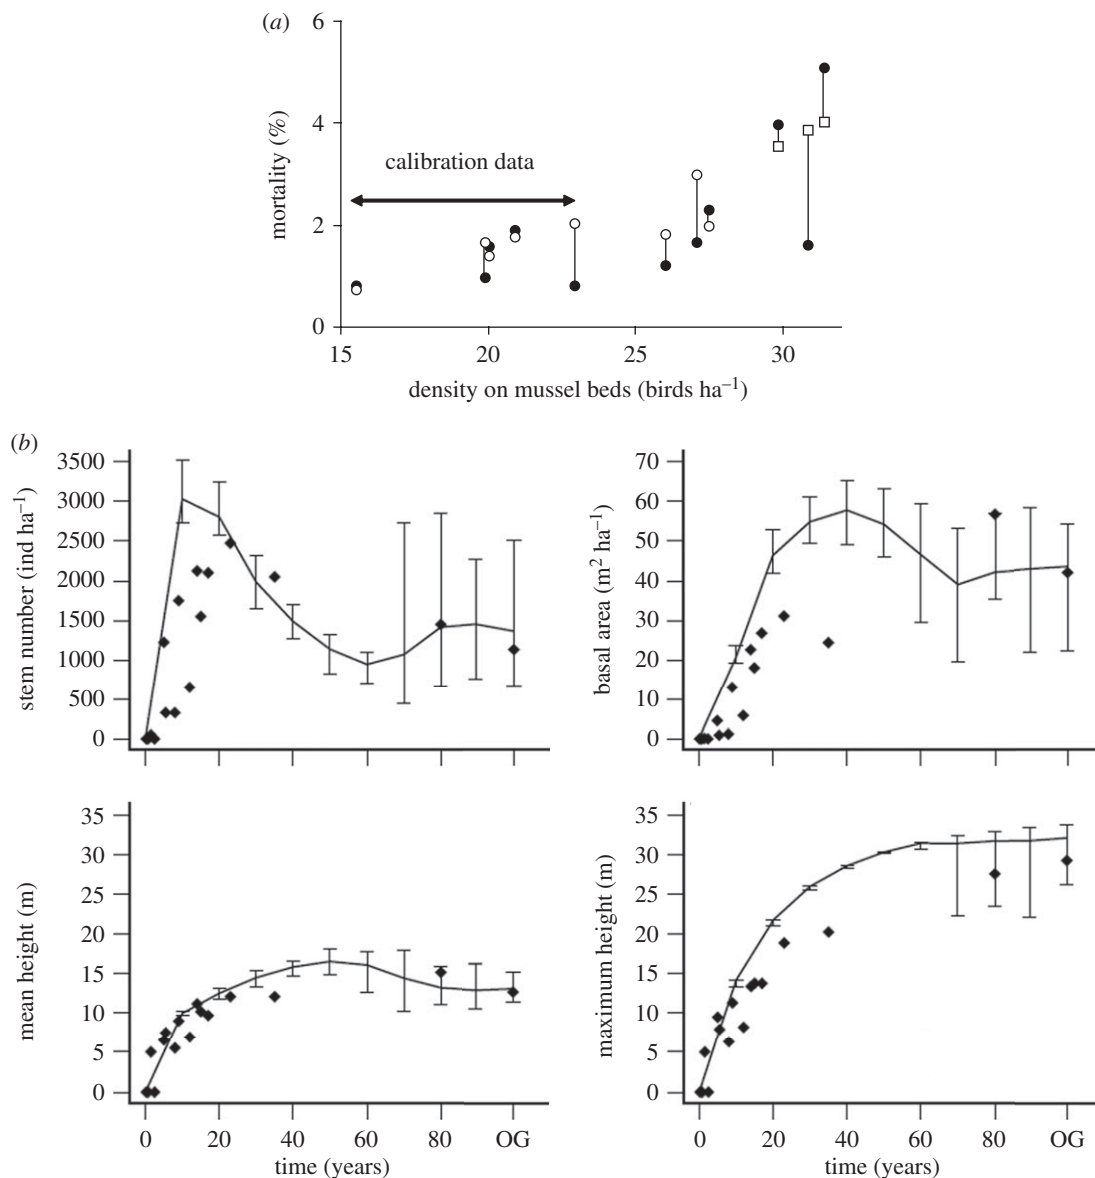 (a)
6
4
2
0
mortality (%)
calibration data
15 20 25 30
density on mussel beds (birds ha–1)
(b)
3500
3000
2500
2000
1500
1000
500
0
stem number (ind ha–1)
70
60
50
40
30
20
10
0
basal area (m2 ha–1)
35
30
25
20
15
10
5
0
mean height (m)
0 20 40 60 80 OG
time (years)
35
30
25
20
15
10
5
0
maximum height (m)
0 20 40 60 80 OG
time (years)